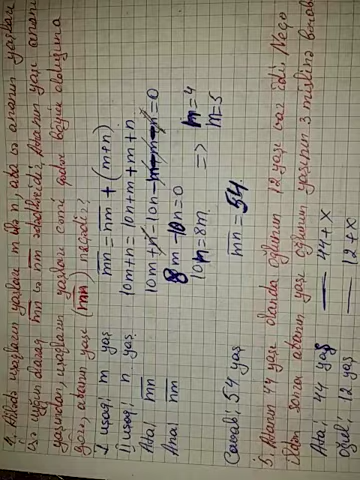 4. Ailədə uşaqların yaşları m və n, ata və ananın yaşları
isə uyğun olaraq mn və nm ədədləridir. Atanın yaşı ananın
yaşından, uşaqların yaşları cəmi qədər böyük olduğuna
görə, atanın yaşı (mn) neçədir?
I uşaq: m yaş
II uşaq: n yaş
Ata: mn
Ana: nm
mn = nm + (m+n)
10m+n = 10n+m+m+n
10m+n-10n-m-m-n=0
8m-10n=0
10n=8m => n=4
m=5
mn=54
Cavab: 54 yaş
5. Atanın 44 yaşı olanda oğlunun 12 yaşı var idi. Neçə
ildən sonra atanın yaşı oğlunun yaşının 3 mislinə bərabər
Ata: 44 yaş — 44+x
Oğul: 12 yaş — 12+x